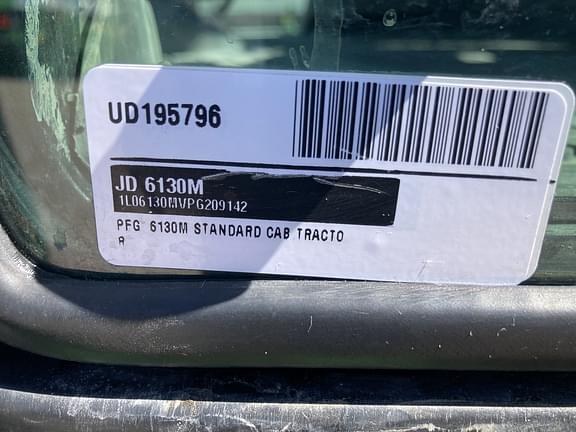 UD195796
JD 6130M
1L06130MVPG209142
PFG 6130M STANDARD CAB TRACTO
R